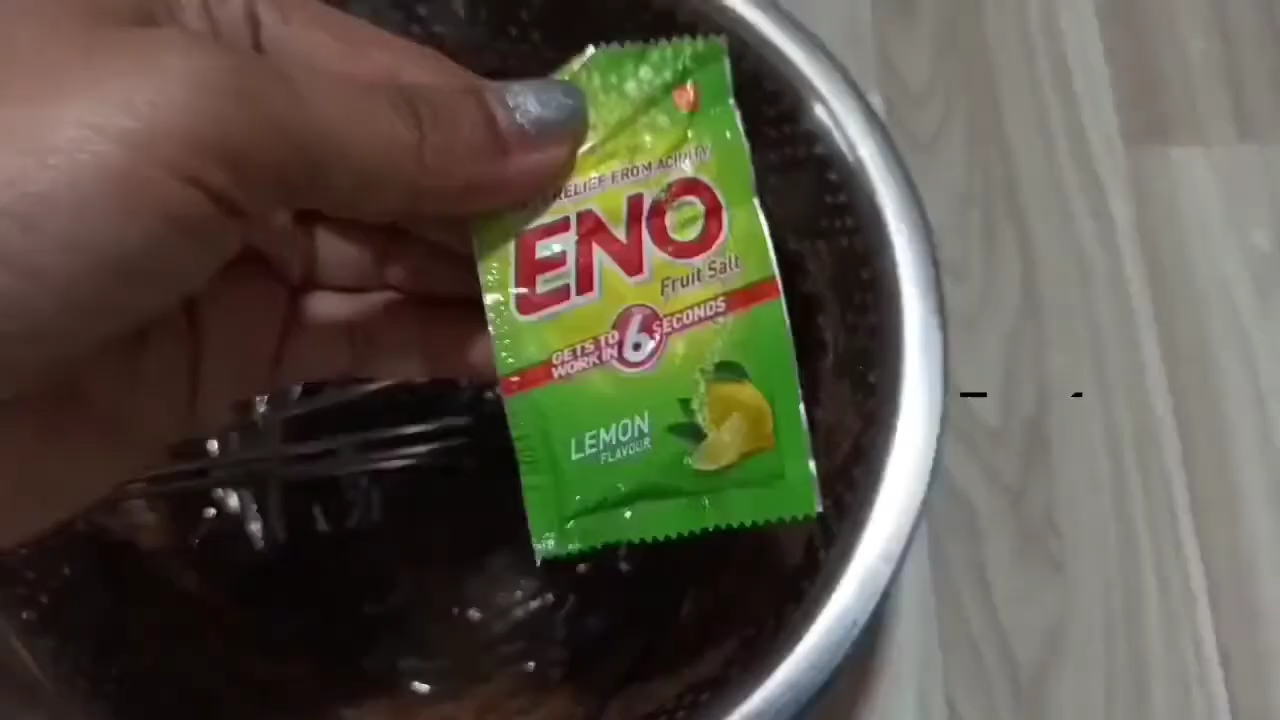 RELIEF FROM ACIDITY
ENO
Fruit Salt
GETS TO
WORK IN 6 SECONDS
LEMON
FLAVOUR